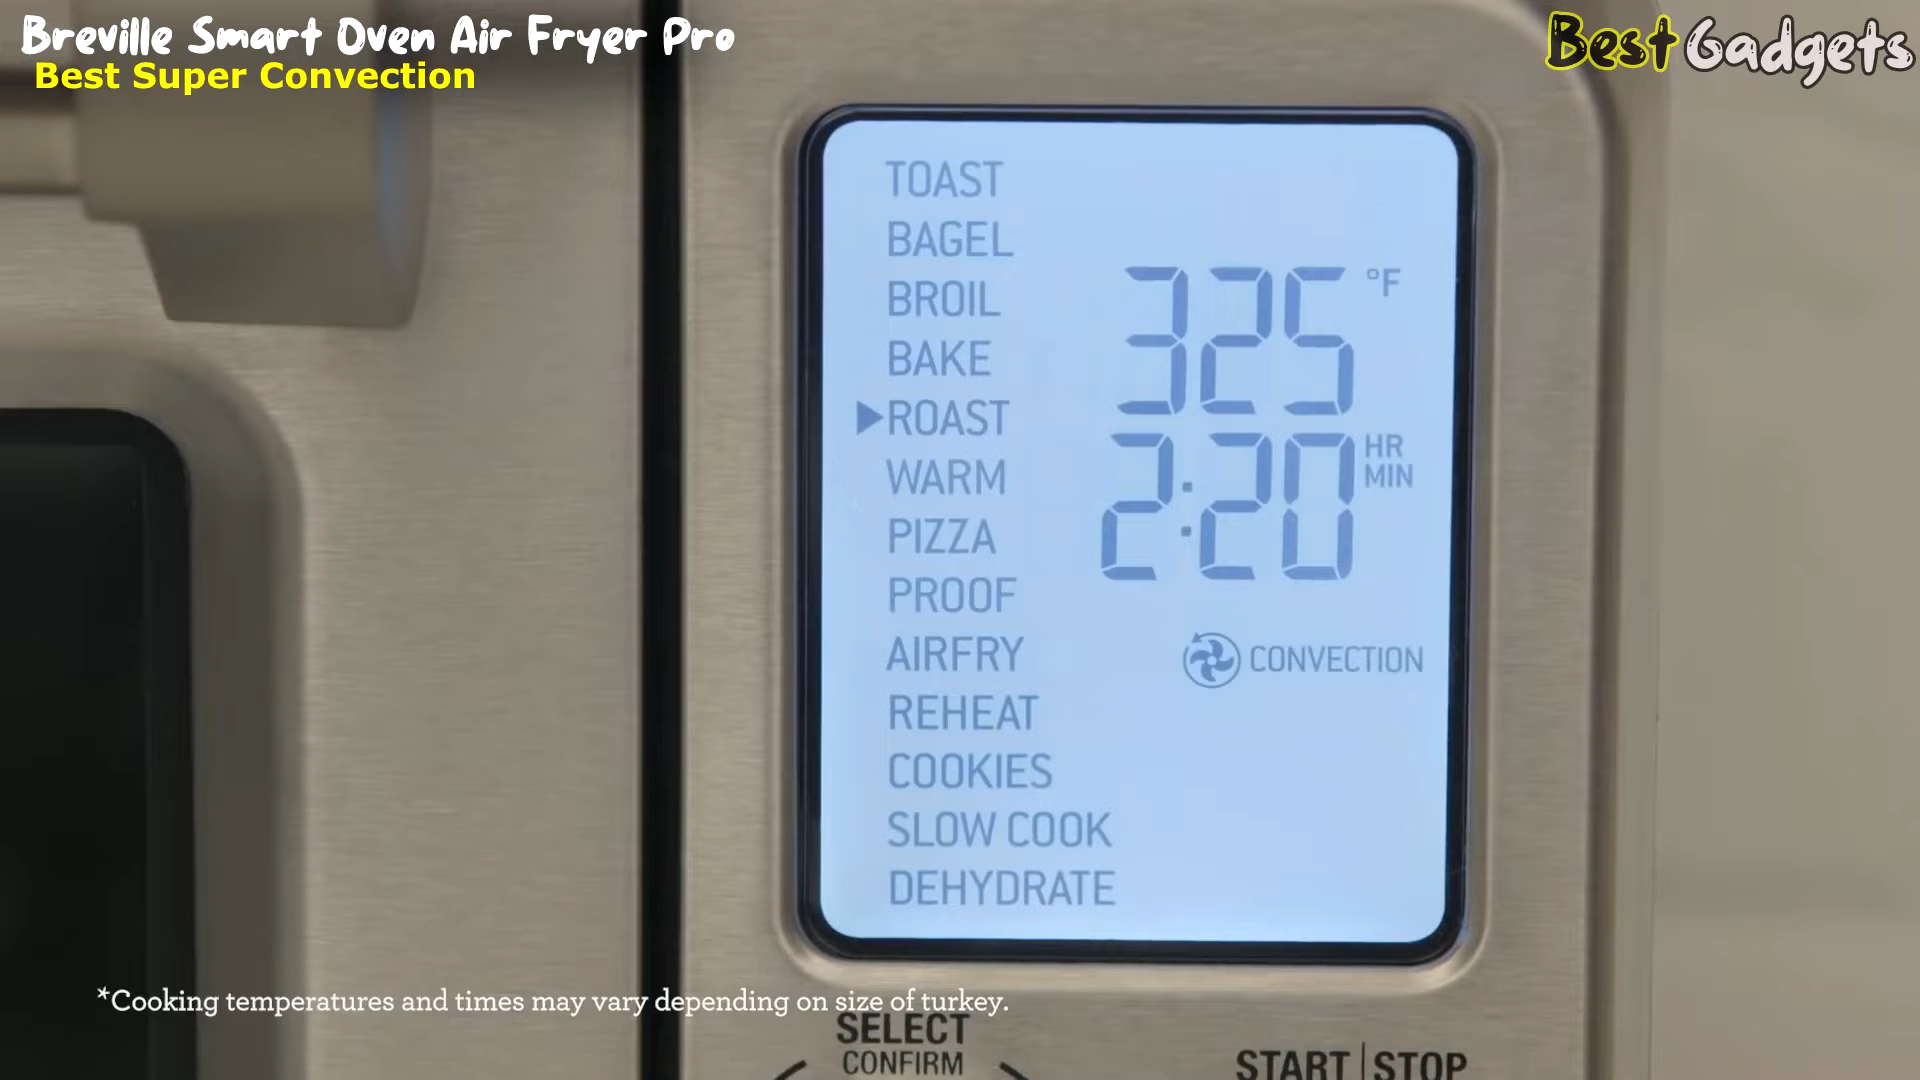 Breville Smart Oven Air Fryer Pro
Best Super Convection
BestGadgets
TOAST
BAGEL
BROIL
BAKE
ROAST
WARM
PIZZA
PROOF
AIRFRY
REHEAT
COOKIES
SLOW COOK
DEHYDRATE
325 °F
2:20 HR MIN
CONVECTION
*Cooking temperatures and times may vary depending on size of turkey.
SELECT
CONFIRM
START|STOP